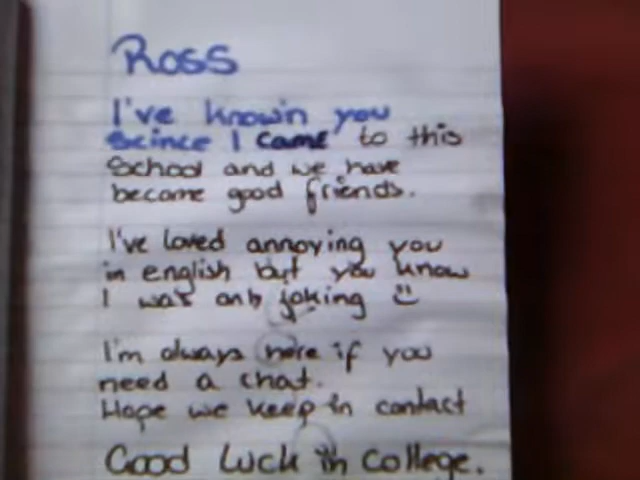 Ross
I've known you
scince I came to this
School and we have
become good friends.
I've loved annoying you
in english but you know
I was only joking
I'm always here if you
need a chat.
Hope we keep in contact
Good Luck in College.